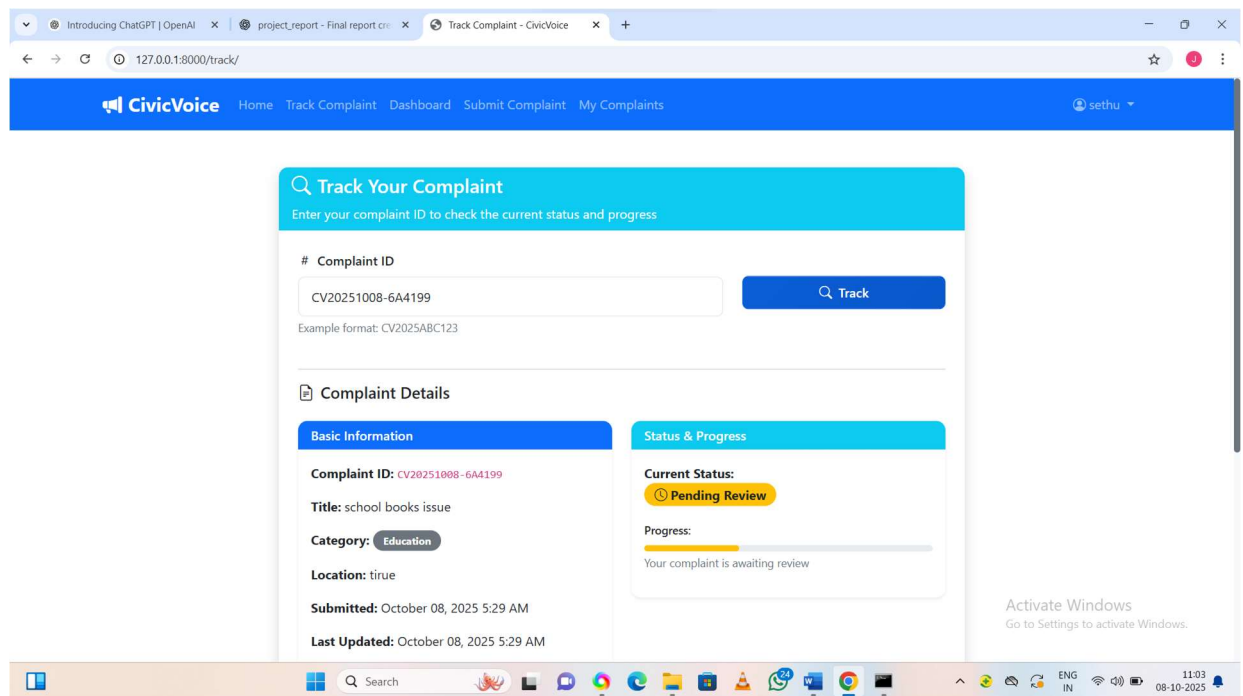 Introducing ChatGPT | OpenAI
project_report - Final report cre
Track Complaint - CivicVoice
127.0.0.1:8000/track/
J
CivicVoice Home Track Complaint Dashboard Submit Complaint My Complaints sethu
Track Your Complaint
Enter your complaint ID to check the current status and progress
# Complaint ID
CV20251008-6A4199
Track
Example format: CV2025ABC123
Complaint Details
Basic Information
Complaint ID: CV20251008-6A4199
Title: school books issue
Category: Education
Location: tirue
Submitted: October 08, 2025 5:29 AM
Last Updated: October 08, 2025 5:29 AM
Status & Progress
Current Status:
Pending Review
Progress:
Your complaint is awaiting review
Activate Windows
Go to Settings to activate Windows.
Search
24
ENG
IN
11:03
08-10-2025